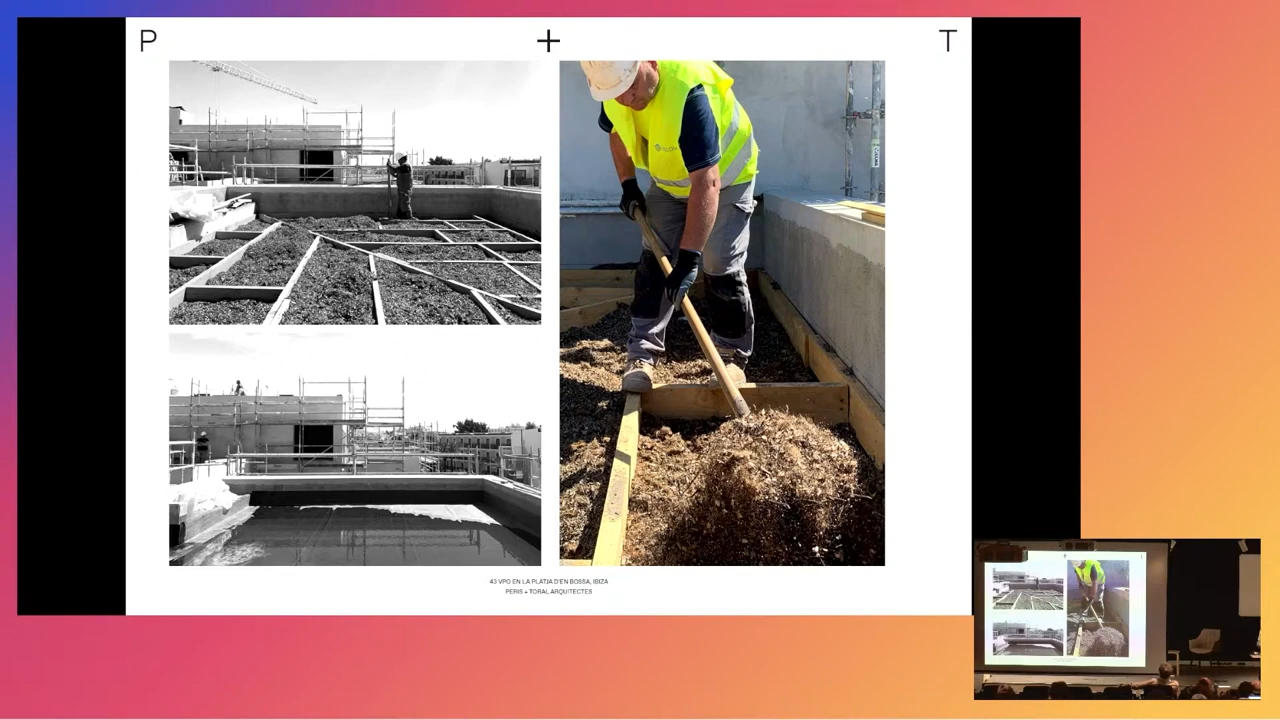 P + T
43 VPO EN LA PLATJA D'EN BOSSA, IBIZA
PERIS + TORAL ARQUITECTES